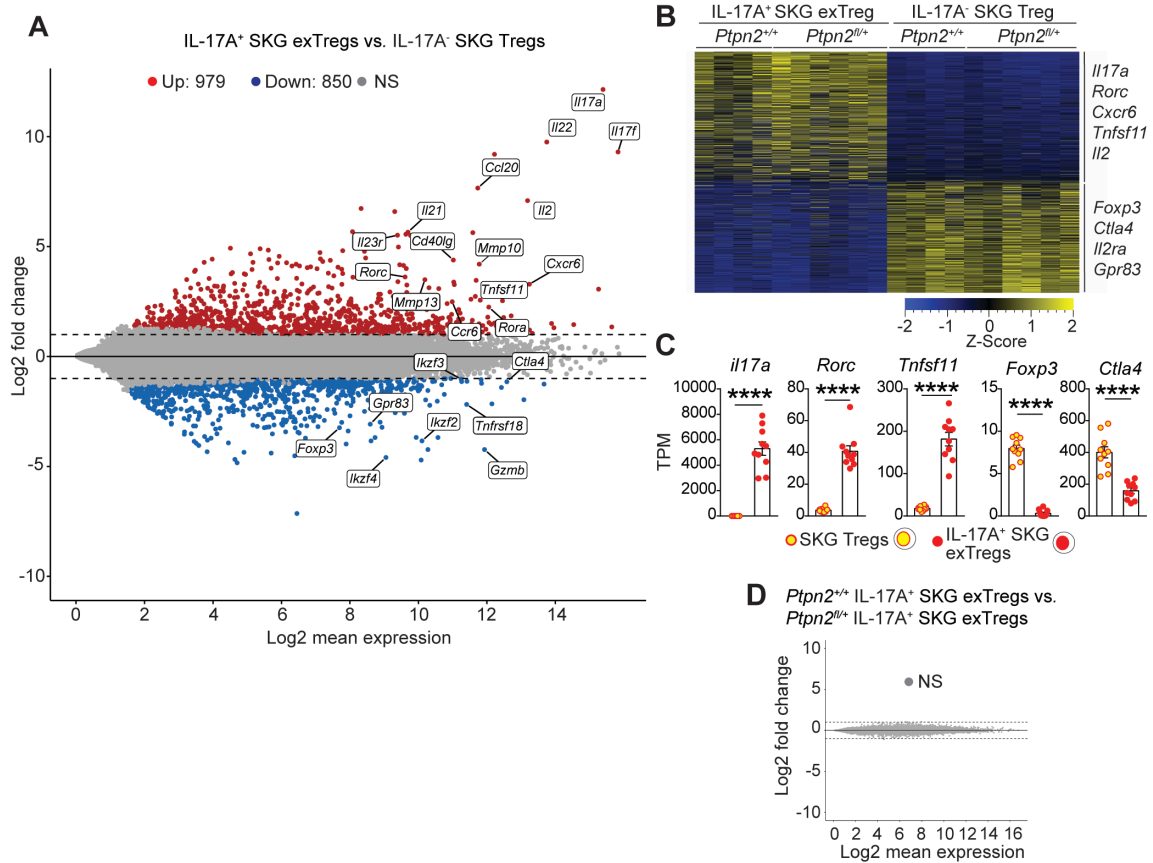 A
IL-17A⁺ SKG exTregs vs. IL-17A⁻ SKG Tregs
Up: 979 Down: 850 NS
Log2 fold change
10
5
0
-5
-10
Il17a
Il22
Il17f
Ccl20
Il2
Il21
Il23r
Cd40lg
Mmp10
Rorc
Cxcr6
Tnfsf11
Mmp13
Ccr6
Rora
Ikzf3
Ctla4
Gpr83
Ikzf2
Tnfrsf18
Foxp3
Ikzf4
Gzmb
0 2 4 6 8 10 12 14
Log2 mean expression
B
IL-17A⁺ SKG exTreg IL-17A⁻ SKG Treg
Ptpn2⁺/⁺ Ptpn2ᶠˡ/⁺ Ptpn2⁺/⁺ Ptpn2ᶠˡ/⁺
Il17a
Rorc
Cxcr6
Tnfsf11
Il2
Foxp3
Ctla4
Il2ra
Gpr83
-2 -1 0 1 2
Z-Score
C
TPM
il17a
10000
8000
6000
4000
2000
0
****
Rorc
80
60
40
20
0
****
Tnfsf11
300
200
100
0
****
Foxp3
15
10
5
0
****
Ctla4
800
600
400
200
0
****
SKG Tregs IL-17A⁺ SKG
exTregs
D
Ptpn2⁺/⁺ IL-17A⁺ SKG exTregs vs.
Ptpn2ᶠˡ/⁺ IL-17A⁺ SKG exTregs
Log2 fold change
10
5
0
-5
-10
NS
0 2 4 6 8 10 12 14 16
Log2 mean expression